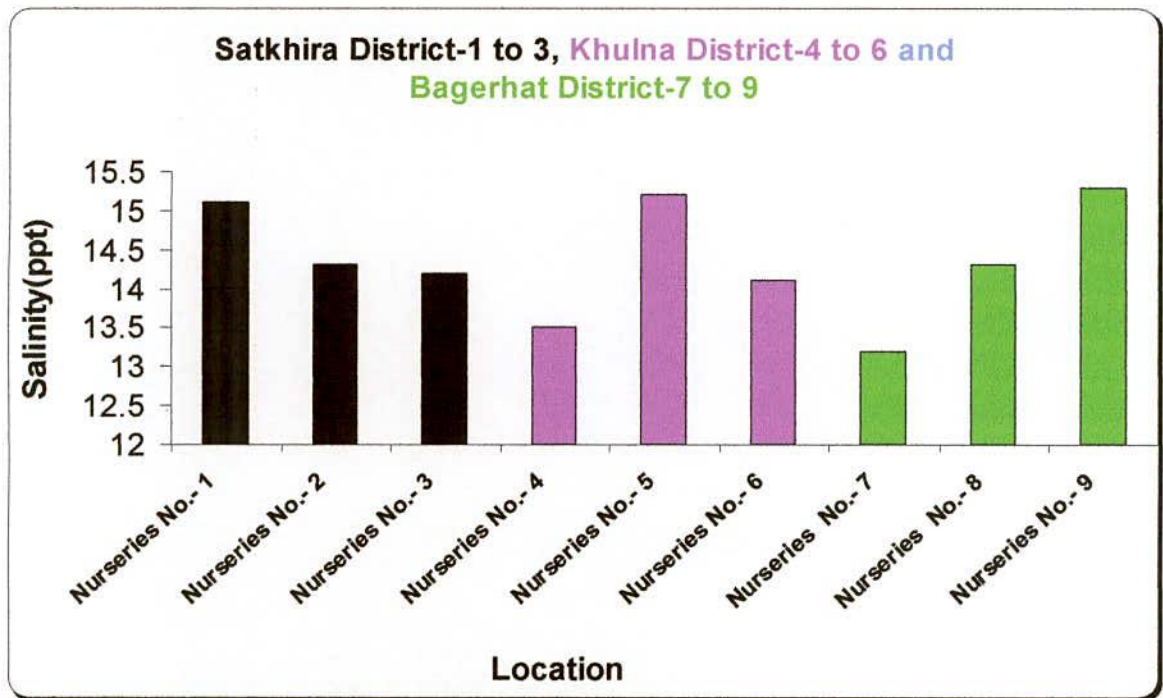 Satkhira District-1 to 3, Khulna District-4 to 6 and
Bagerhat District-7 to 9
Salinity(ppt)
15.5
15
14.5
14
13.5
13
12.5
12
Nurseries No.- 1
Nurseries No.- 2
Nurseries No.- 3
Nurseries No.- 4
Nurseries No.- 5
Nurseries No.- 6
Nurseries No.- 7
Nurseries No.- 8
Nurseries No.- 9
Location